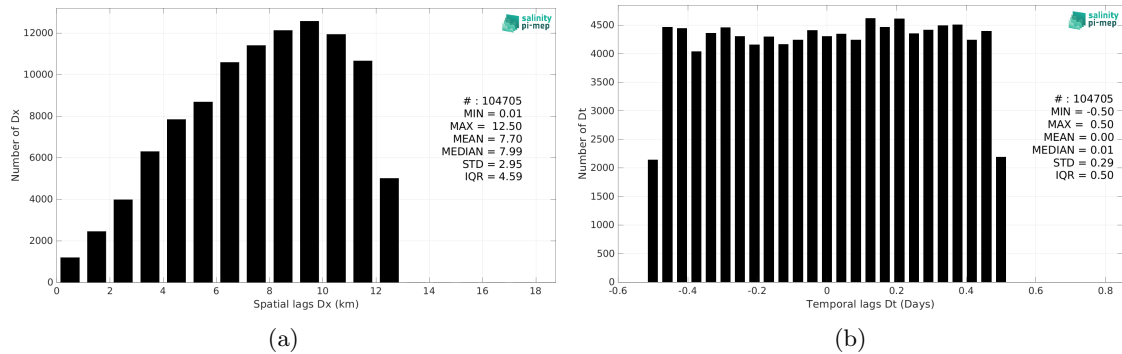 salinity
pi-mep
12000
10000
8000
6000
4000
2000
0
Number of Dx
# : 104705
MIN = 0.01
MAX = 12.50
MEAN = 7.70
MEDIAN = 7.99
STD = 2.95
IQR = 4.59
0 2 4 6 8 10 12 14 16 18
Spatial lags Dx (km)
(a)
salinity
pi-mep
4500
4000
3500
3000
2500
2000
1500
1000
500
0
Number of Dt
# : 104705
MIN = -0.50
MAX = 0.50
MEAN = 0.00
MEDIAN = 0.01
STD = 0.29
IQR = 0.50
-0.6 -0.4 -0.2 0 0.2 0.4 0.6 0.8
Temporal lags Dt (Days)
(b)